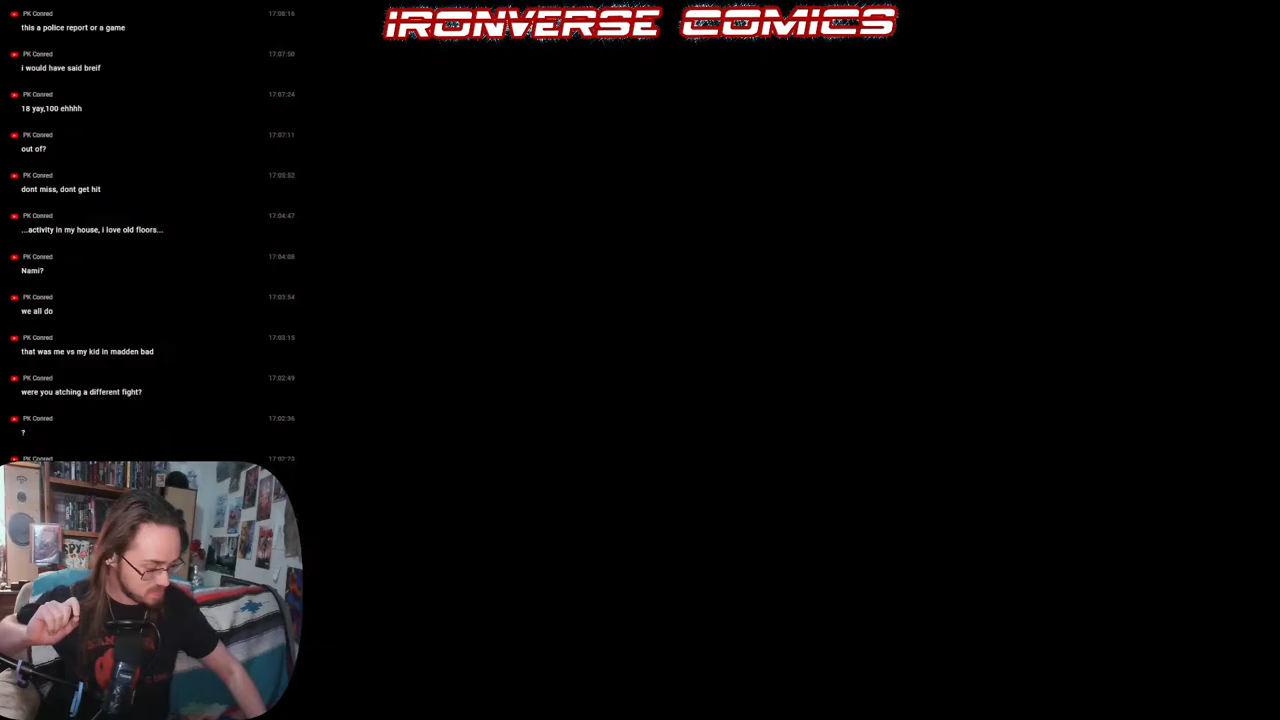 IRONVERSE COMICS
PK Conred 17:08:16
this a police report or a game
PK Conred 17:07:50
i would have said breif
PK Conred 17:07:24
18 yay,100 ehhhh
PK Conred 17:07:11
out of?
PK Conred
dont miss, dont get hit
PK Conred 17:04:47
...activity in my house, i love old floors...
PK Conred 17:04:08
Nami?
PK Conred 17:03:54
we all do
PK Conred 17:03:15
that was me vs my kid in madden bad
PK Conred 17:02:49
were you atching a different fight?
PK Conred 17:02:36
?
PK Conred